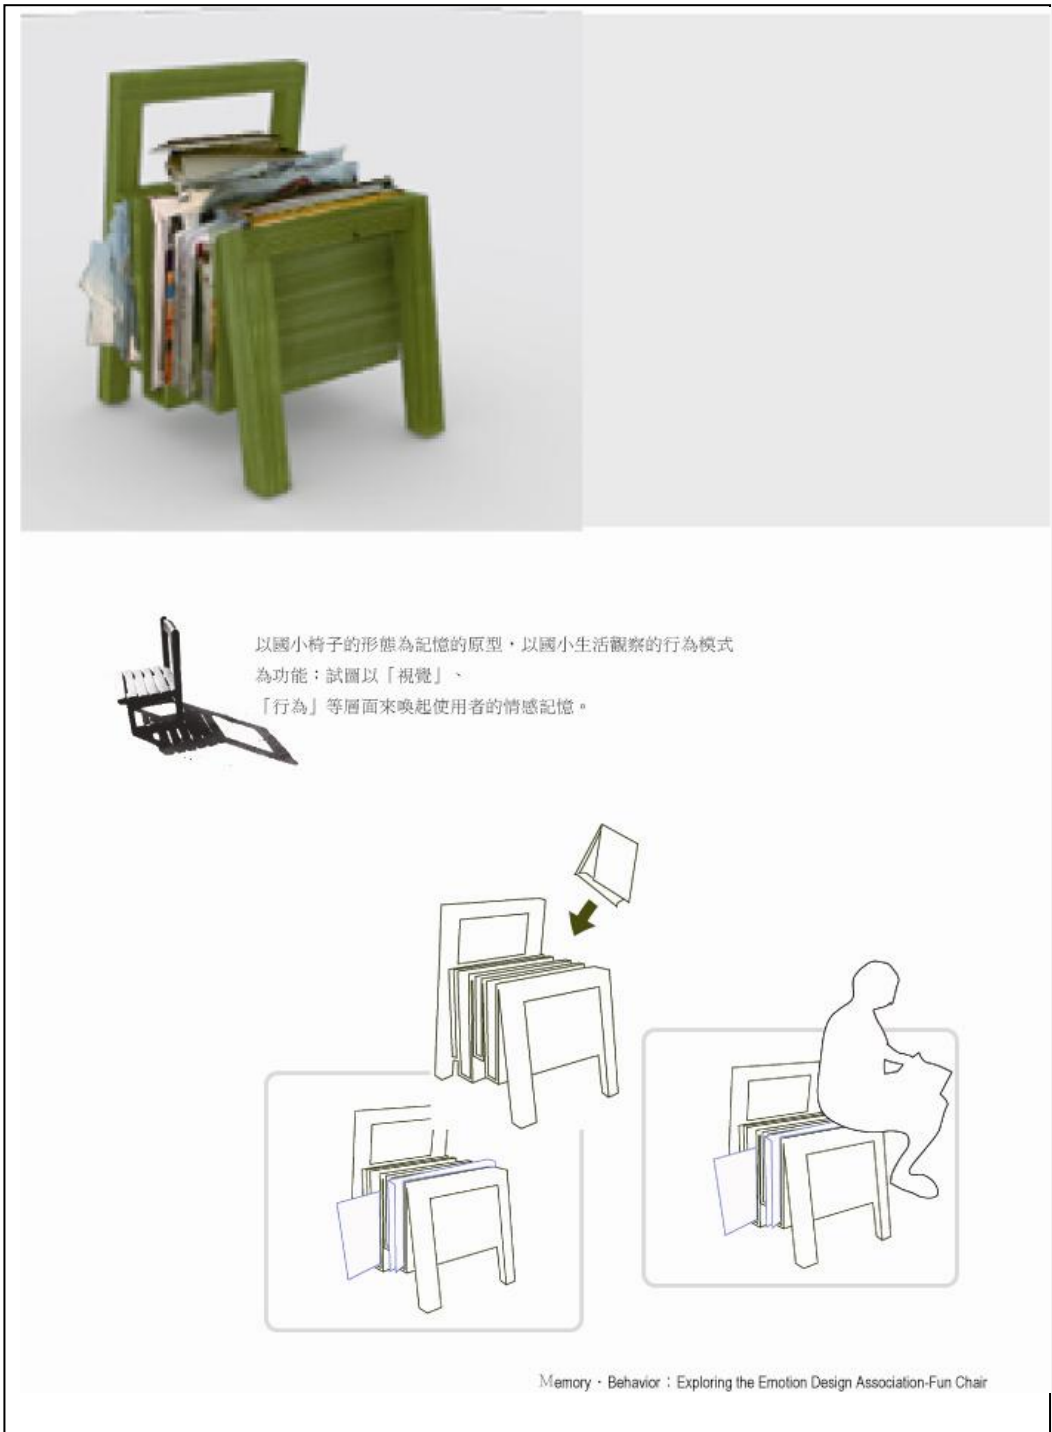 以國小椅子的形態為記憶的原型，以國小生活觀察的行為模式
為功能；試圖以「視覺」、
「行為」等層面來喚起使用者的情感記憶。
Memory・Behavior：Exploring the Emotion Design Association-Fun Chair